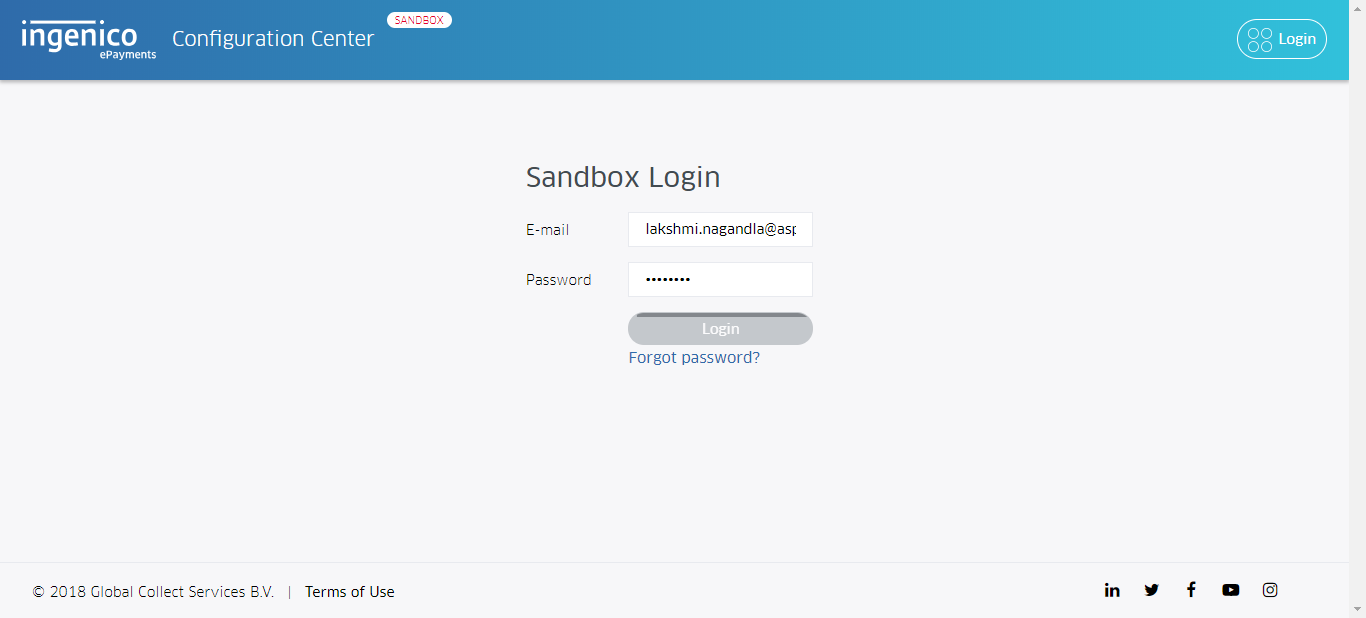 ingenico
ePayments
Configuration Center
SANDBOX
Login
Sandbox Login
E-mail
lakshmi.nagandla@asp
Password
••••••••
Login
Forgot password?
© 2018 Global Collect Services B.V. | Terms of Use